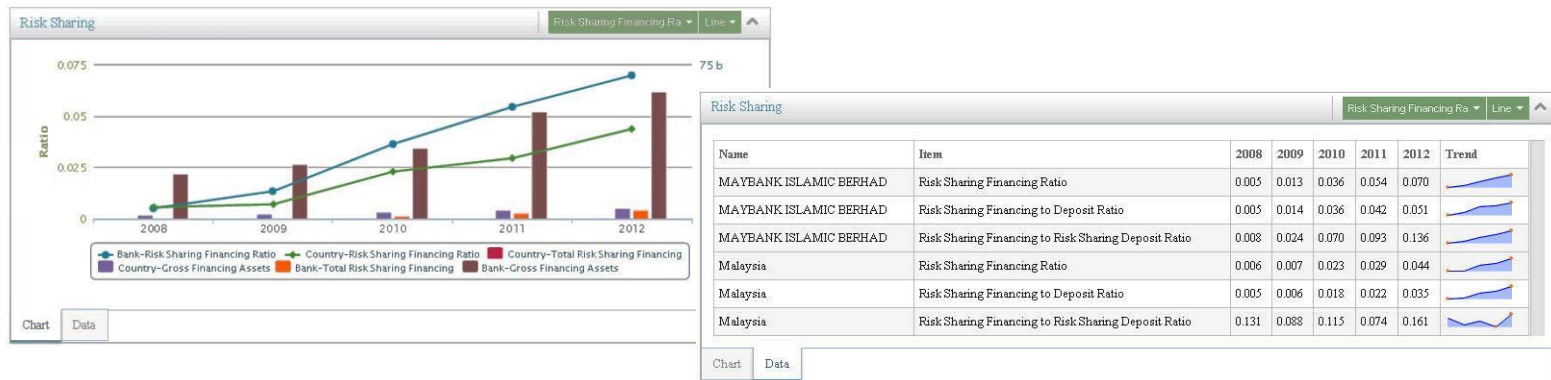 Risk Sharing
Risk Sharing Financing Ra Line
0.075
75 b
0.05
0.025
0
Ratio
2008 2009 2010 2011 2012
Bank-Risk Sharing Financing Ratio Country-Risk Sharing Financing Ratio Country-Total Risk Sharing Financing
Country-Gross Financing Assets Bank-Total Risk Sharing Financing Bank-Gross Financing Assets
Chart Data
Risk Sharing
Risk Sharing Financing Ra Line
Name Item 2008 2009 2010 2011 2012 Trend
MAYBANK ISLAMIC BERHAD Risk Sharing Financing Ratio 0.005 0.013 0.036 0.054 0.070
MAYBANK ISLAMIC BERHAD Risk Sharing Financing to Deposit Ratio 0.005 0.014 0.036 0.042 0.051
MAYBANK ISLAMIC BERHAD Risk Sharing Financing to Risk Sharing Deposit Ratio 0.008 0.024 0.070 0.093 0.136
Malaysia Risk Sharing Financing Ratio 0.006 0.007 0.023 0.029 0.044
Malaysia Risk Sharing Financing to Deposit Ratio 0.005 0.006 0.018 0.022 0.035
Malaysia Risk Sharing Financing to Risk Sharing Deposit Ratio 0.131 0.088 0.115 0.074 0.161
Chart Data